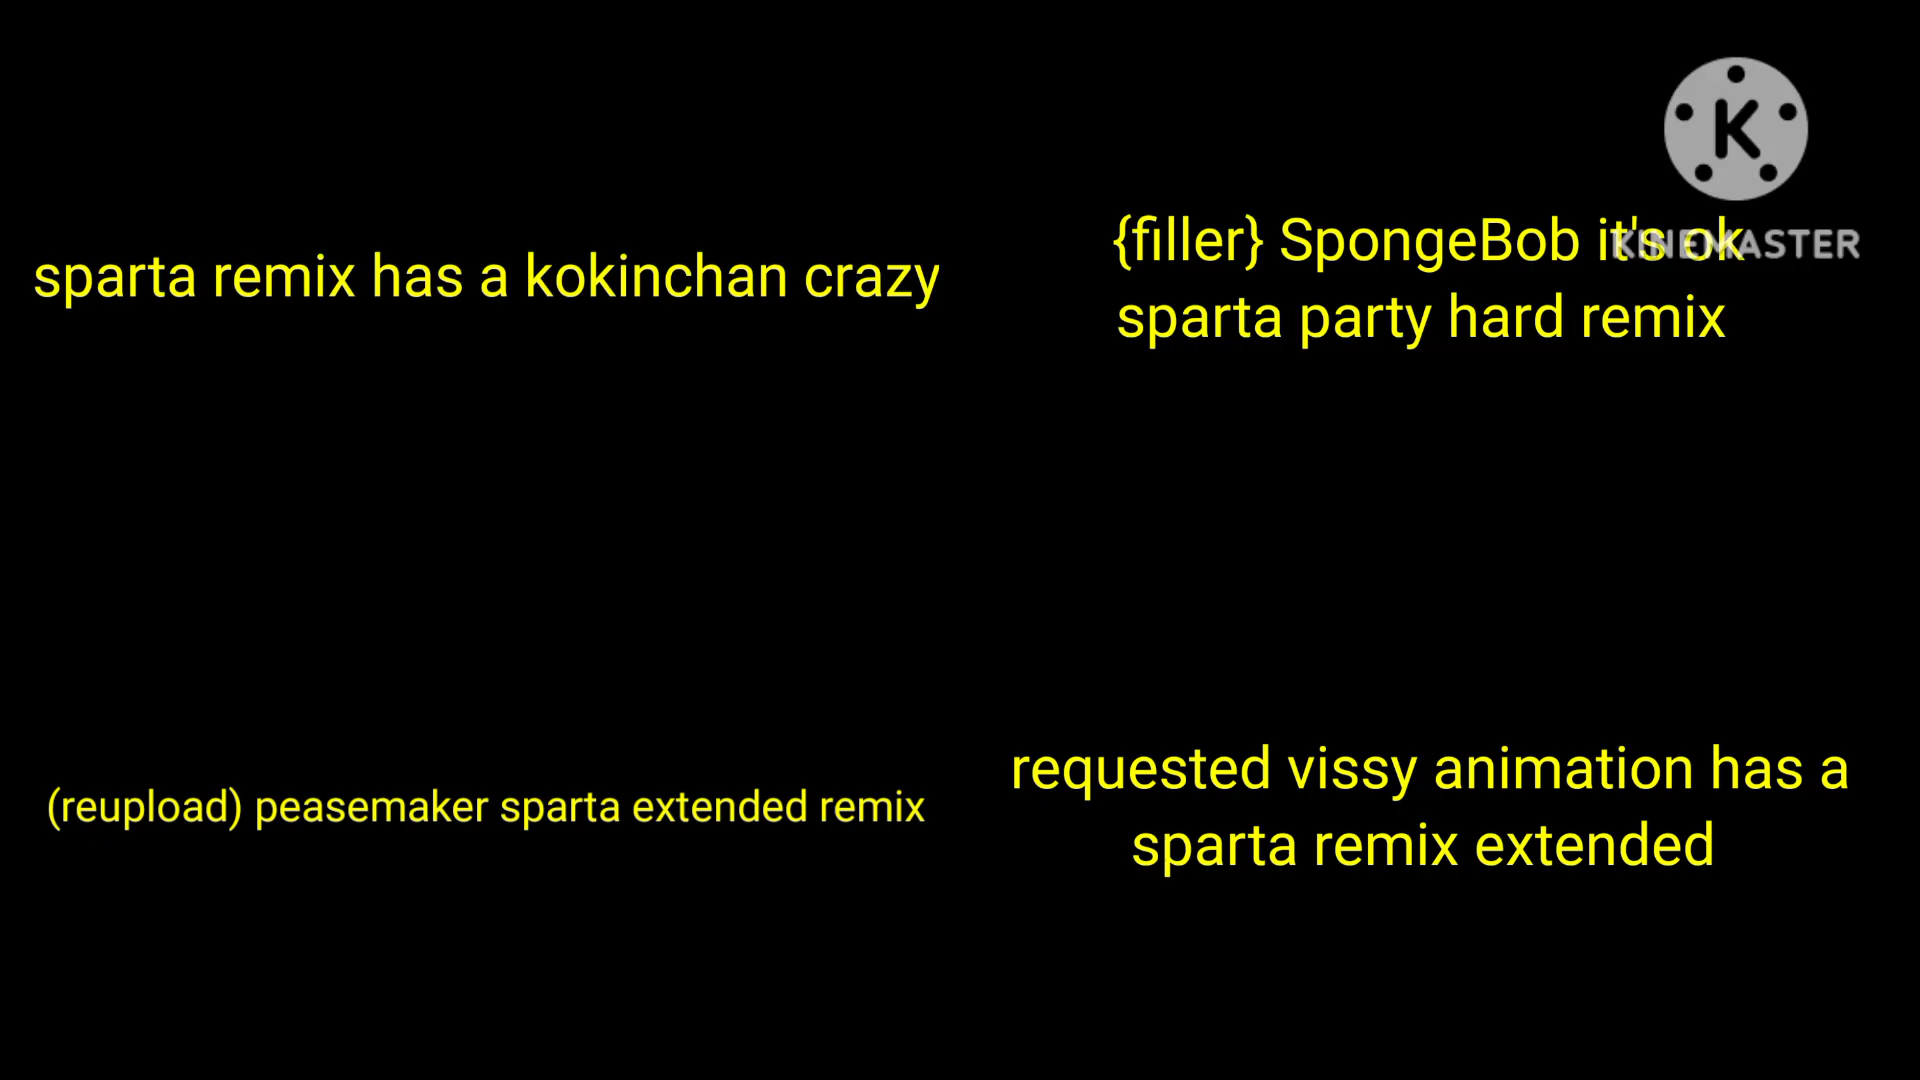 sparta remix has a kokinchan crazy
{filler} SpongeBob it's ok
sparta party hard remix
K
KINEMASTER
(reupload) peasemaker sparta extended remix
requested vissy animation has a
sparta remix extended